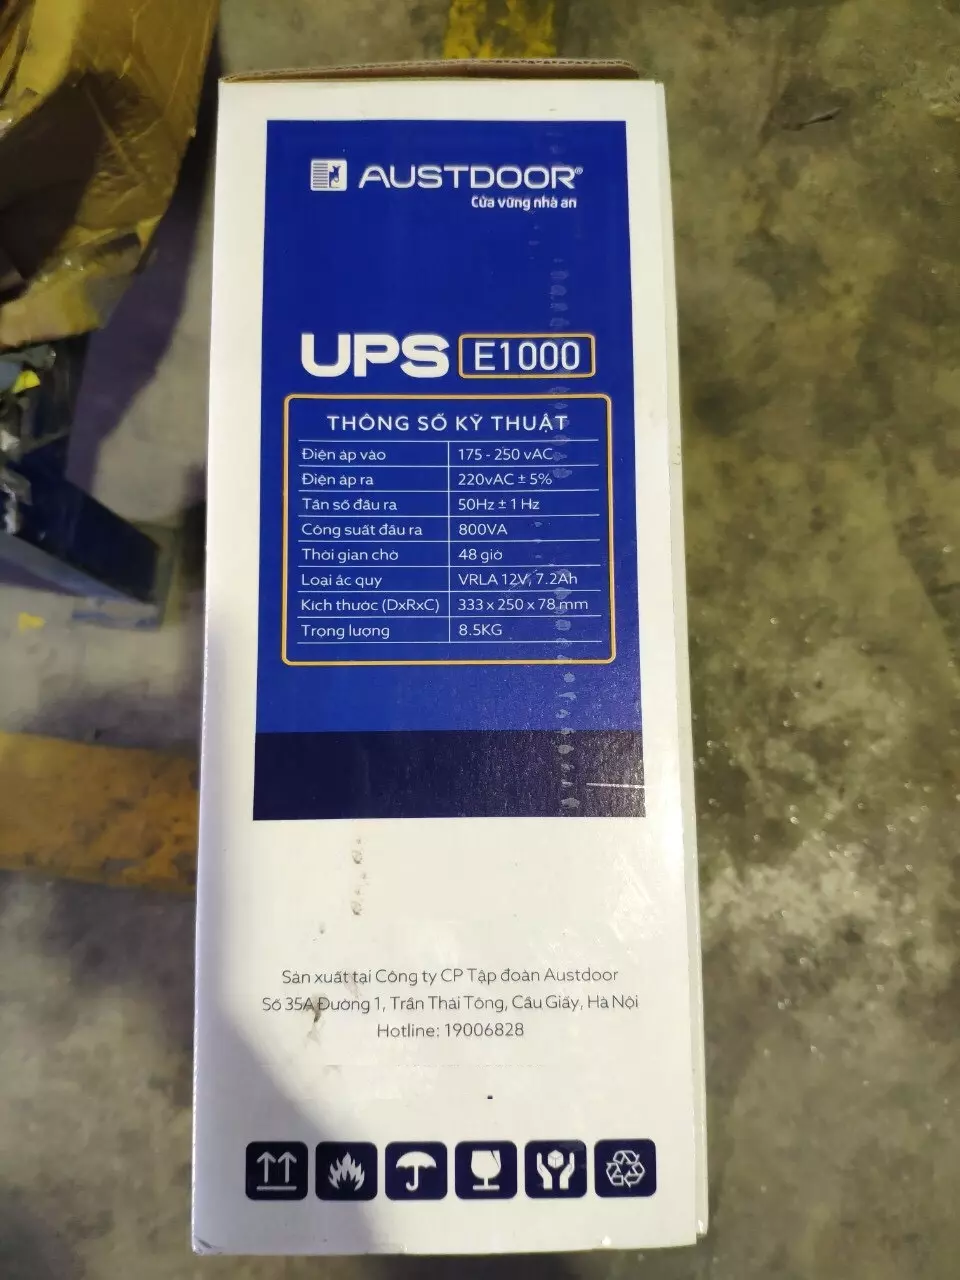 AUSTDOOR®
Cửa vững nhà an
UPS E1000
THÔNG SỐ KỸ THUẬT
Điện áp vào 175 - 250 vAC
Điện áp ra 220vAC ± 5%
Tần số đầu ra 50Hz ± 1 Hz
Công suất đầu ra 800VA
Thời gian chờ 48 giờ
Loại ắc quy VRLA 12V, 7.2Ah
Kích thước (DxRxC) 333 x 250 x 78 mm
Trọng lượng 8.5KG
Sản xuất tại Công ty CP Tập đoàn Austdoor
Số 35A Đường 1, Trần Thái Tông, Cầu Giấy, Hà Nội
Hotline: 19006828